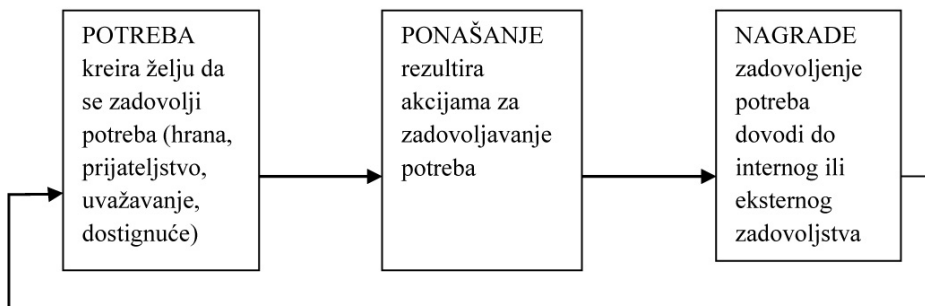 POTREBA
kreira želju da
se zadovolji
potreba (hrana,
prijateljstvo,
uvažavanje,
dostignuće)
PONAŠANJE
rezultira
akcijama za
zadovoljavanje
potreba
NAGRADE
zadovoljenje
potreba
dovodi do
internog ili
eksternog
zadovoljstva